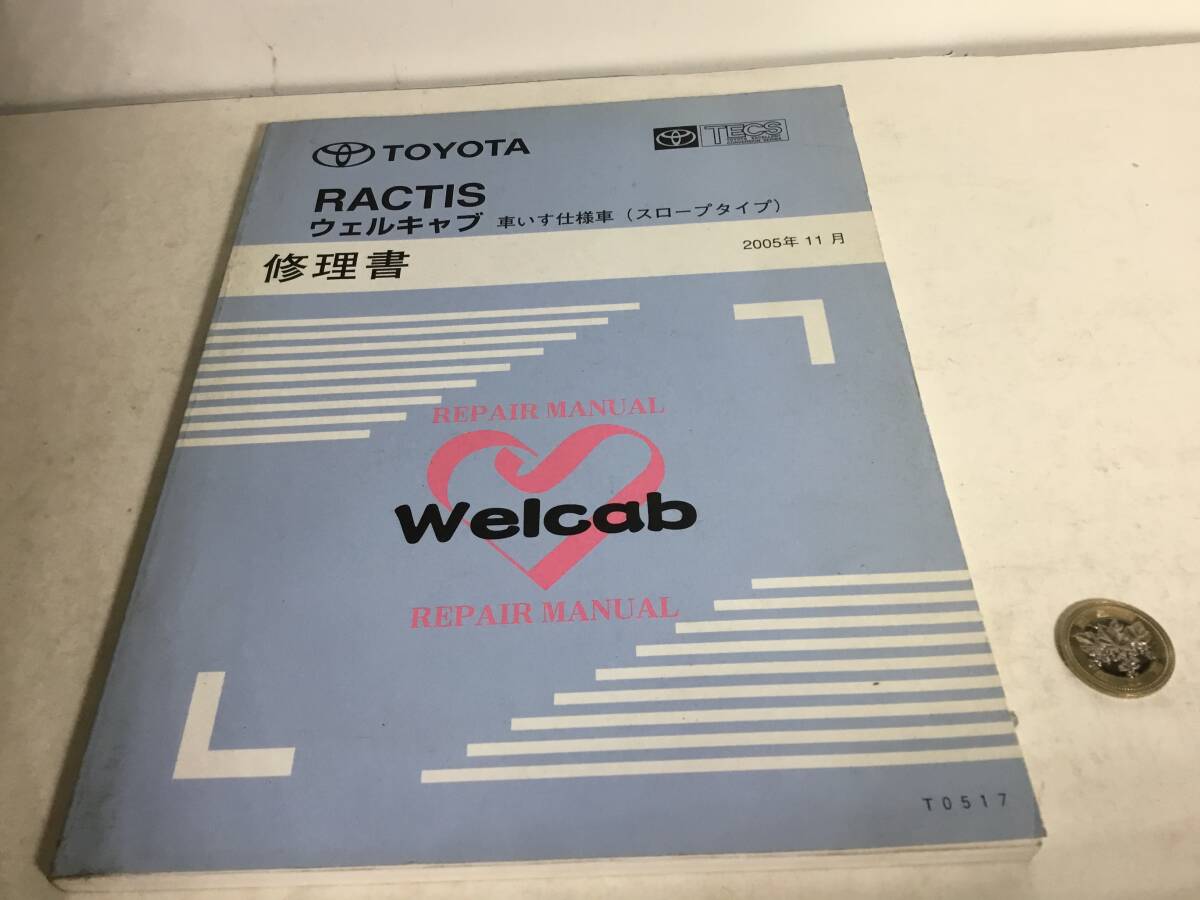 TOYOTA
TECS
RACTIS
ウェルキャブ 車いす仕様車(スロープタイプ)
修理書
2005年 11月
REPAIR MANUAL
Welcab
REPAIR MANUAL
T0517